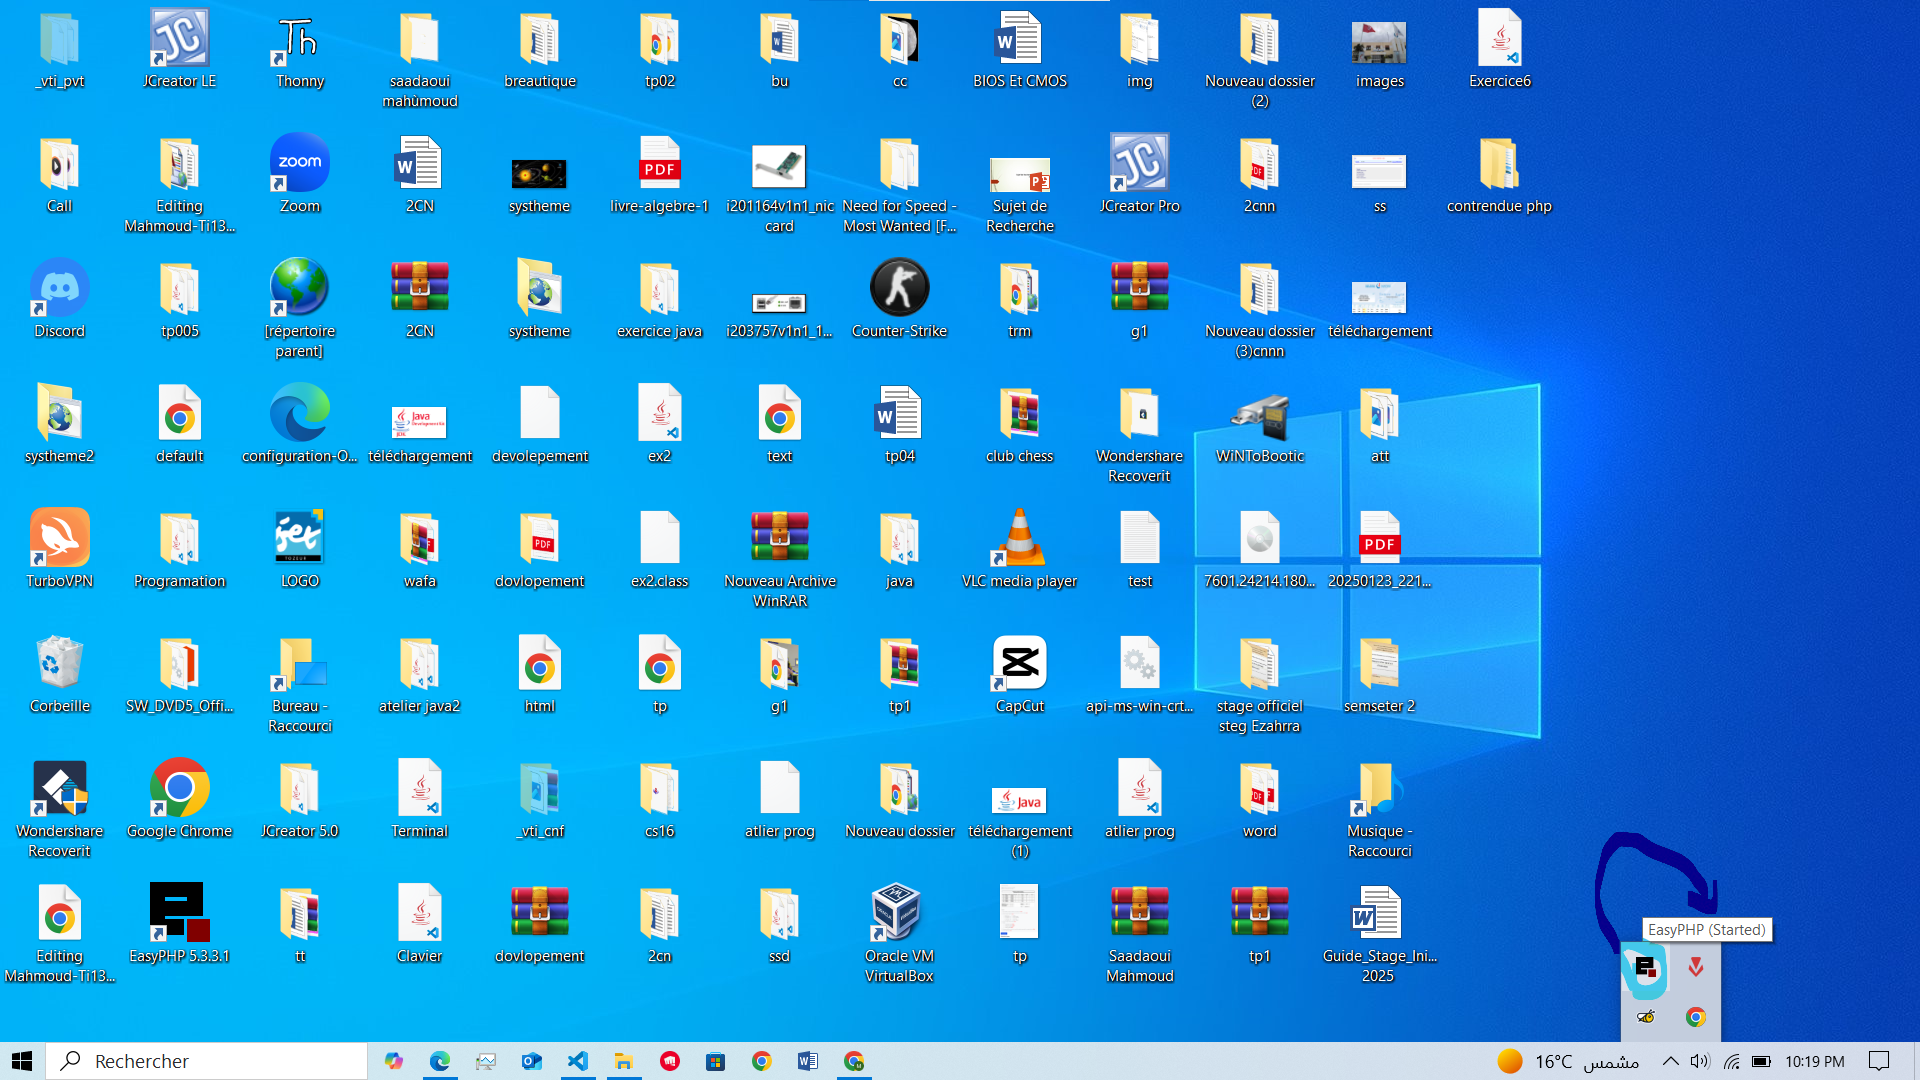 _vti_pvt
JCreator LE
Thonny
saadaoui
mahùmoud
breautique
tp02
bu
cc
BIOS Et CMOS
img
Nouveau dossier
(2)
images
Exercice6
Call
Editing
Mahmoud-Ti13...
zoom
Zoom
2CN
systheme
PDF
livre-algebre-1
i201164v1n1_nic
card
Need for Speed -
Most Wanted [F...
Sujet de
Recherche
JCreator Pro
2cnn
ss
contrendue php
Discord
tp005
[répertoire
parent]
2CN
systheme
exercice java
i203757v1n1_1...
Counter-Strike
trm
g1
Nouveau dossier
(3)cnnn
téléchargement
systheme2
default
configuration-O...
téléchargement
devolepement
ex2
text
tp04
club chess
Wondershare
Recoverit
WiNToBootic
att
TurboVPN
Programation
jet
TOZEUR
LOGO
wafa
dovlopement
ex2.class
Nouveau Archive
WinRAR
java
VLC media player
test
7601.24214.180...
PDF
20250123_221...
Corbeille
SW_DVD5_Offi...
Bureau -
Raccourci
atelier java2
html
tp
g1
tp1
CapCut
api-ms-win-crt...
stage officiel
steg Ezahrra
semseter 2
Wondershare
Recoverit
Google Chrome
JCreator 5.0
Terminal
_vti_cnf
cs16
atlier prog
Nouveau dossier
Java
téléchargement
(1)
atlier prog
word
Musique -
Raccourci
Editing
Mahmoud-Ti13...
EasyPHP 5.3.3.1
tt
Clavier
dovlopement
2cn
ssd
Oracle VM
VirtualBox
tp
Saadaoui
Mahmoud
tp1
Guide_Stage_Ini...
2025
EasyPHP (Started)
Rechercher
16°C مشمس
10:19 PM